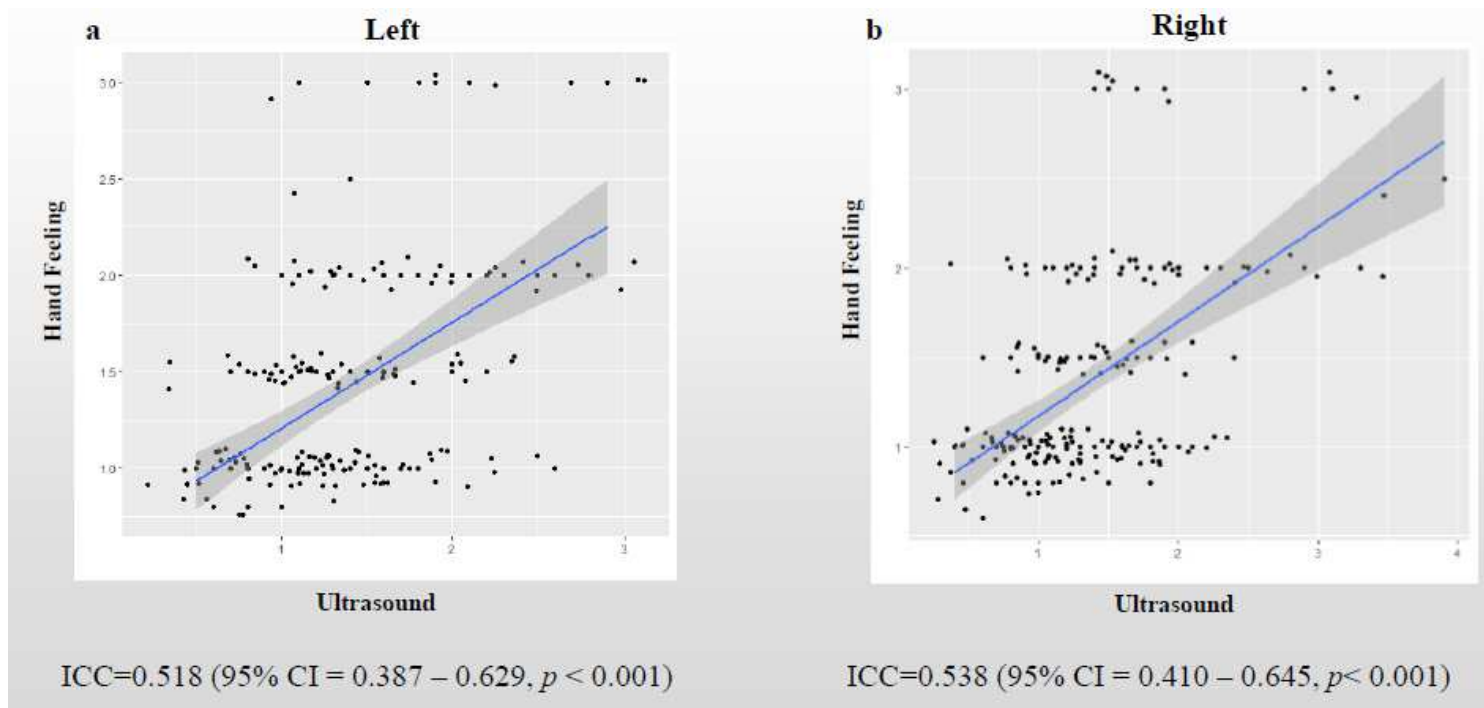 a
Left
3.0
2.5
2.0
1.5
1.0
Hand Feeling
1
2
3
Ultrasound
ICC=0.518 (95% CI = 0.387 – 0.629, p < 0.001)
b
Right
3
2
1
Hand Feeling
1
2
3
4
Ultrasound
ICC=0.538 (95% CI = 0.410 – 0.645, p< 0.001)